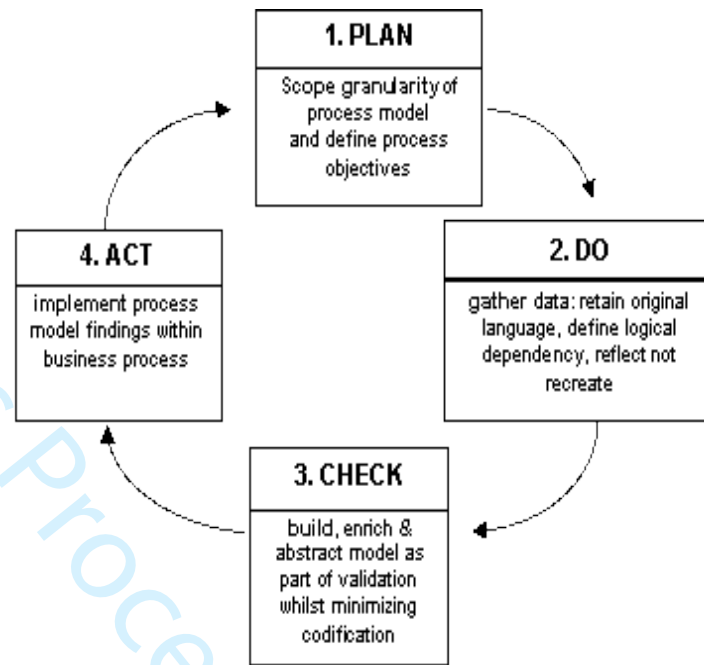 1. PLAN
Scope granularity of
process model
and define process
objectives
2. DO
gather data: retain original
language, define logical
dependency, reflect not
recreate
3. CHECK
build, enrich &
abstract model as
part of validation
whilst minimizing
codification
4. ACT
implement process
model findings within
business process
Proce